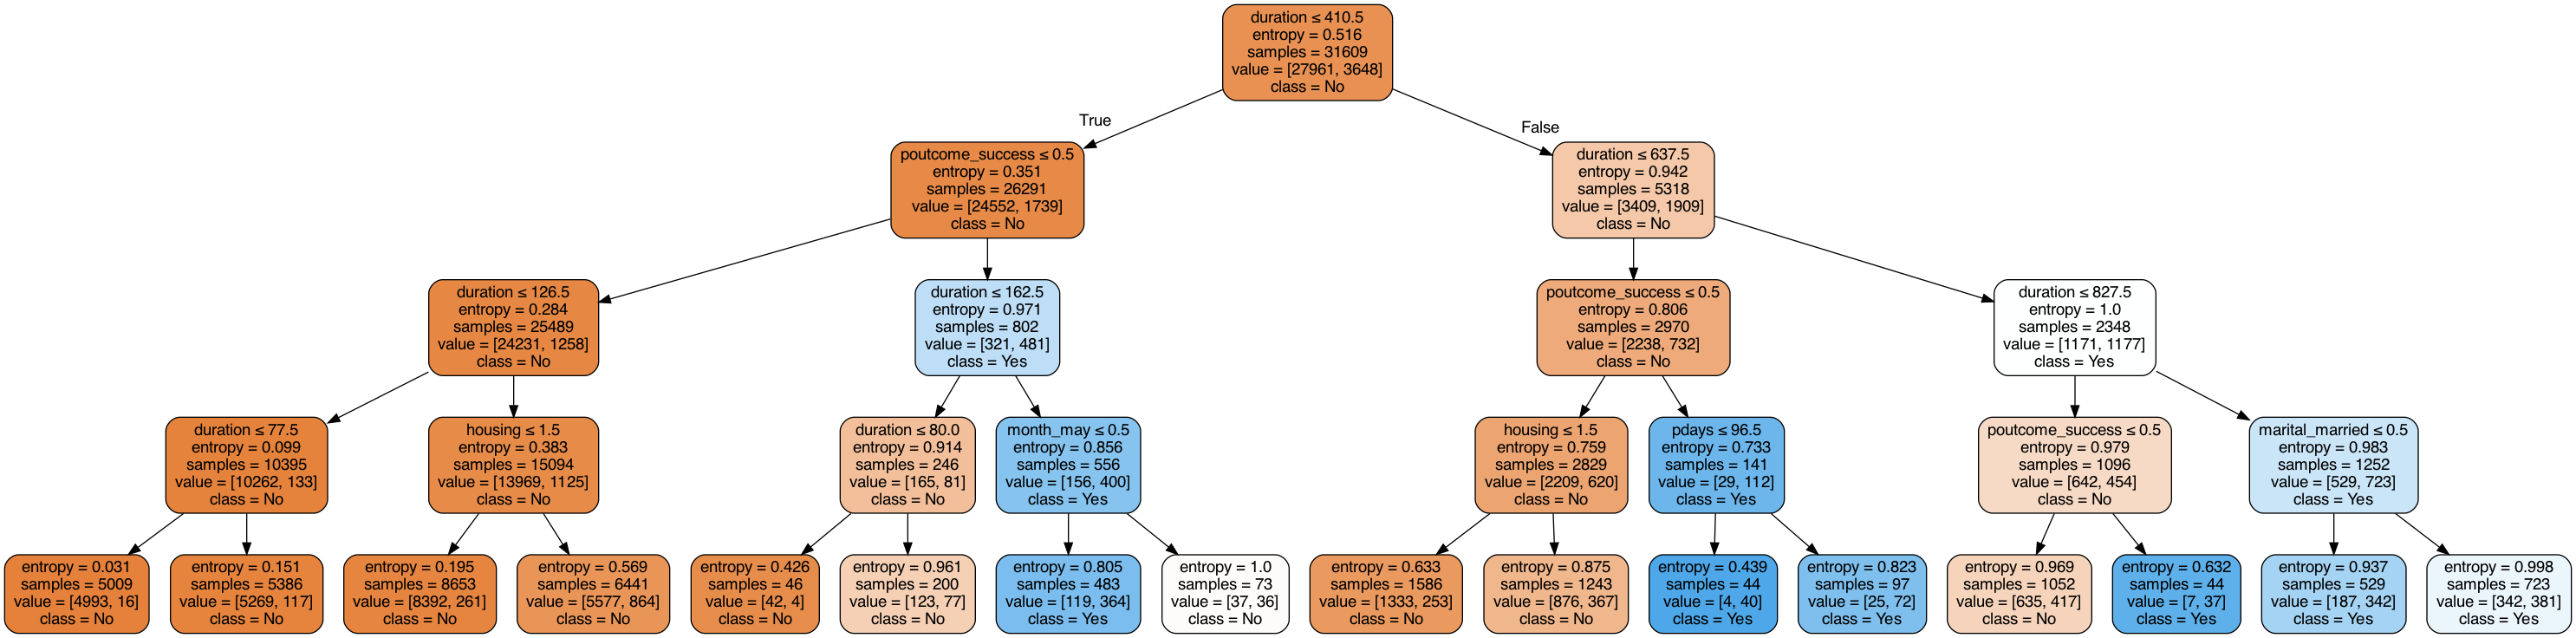 duration ≤ 410.5
entropy = 0.516
samples = 31609
value = [27961, 3648]
class = No
True
False
poutcome_success ≤ 0.5
entropy = 0.351
samples = 26291
value = [24552, 1739]
class = No
duration ≤ 637.5
entropy = 0.942
samples = 5318
value = [3409, 1909]
class = No
duration ≤ 126.5
entropy = 0.284
samples = 25489
value = [24231, 1258]
class = No
duration ≤ 162.5
entropy = 0.971
samples = 802
value = [321, 481]
class = Yes
poutcome_success ≤ 0.5
entropy = 0.806
samples = 2970
value = [2238, 732]
class = No
duration ≤ 827.5
entropy = 1.0
samples = 2348
value = [1171, 1177]
class = Yes
duration ≤ 77.5
entropy = 0.099
samples = 10395
value = [10262, 133]
class = No
housing ≤ 1.5
entropy = 0.383
samples = 15094
value = [13969, 1125]
class = No
duration ≤ 80.0
entropy = 0.914
samples = 246
value = [165, 81]
class = No
month_may ≤ 0.5
entropy = 0.856
samples = 556
value = [156, 400]
class = Yes
housing ≤ 1.5
entropy = 0.759
samples = 2829
value = [2209, 620]
class = No
pdays ≤ 96.5
entropy = 0.733
samples = 141
value = [29, 112]
class = Yes
poutcome_success ≤ 0.5
entropy = 0.979
samples = 1096
value = [642, 454]
class = No
marital_married ≤ 0.5
entropy = 0.983
samples = 1252
value = [529, 723]
class = Yes
entropy = 0.031
samples = 5009
value = [4993, 16]
class = No
entropy = 0.151
samples = 5386
value = [5269, 117]
class = No
entropy = 0.195
samples = 8653
value = [8392, 261]
class = No
entropy = 0.569
samples = 6441
value = [5577, 864]
class = No
entropy = 0.426
samples = 46
value = [42, 4]
class = No
entropy = 0.961
samples = 200
value = [123, 77]
class = No
entropy = 0.805
samples = 483
value = [119, 364]
class = Yes
entropy = 1.0
samples = 73
value = [37, 36]
class = No
entropy = 0.633
samples = 1586
value = [1333, 253]
class = No
entropy = 0.875
samples = 1243
value = [876, 367]
class = No
entropy = 0.439
samples = 44
value = [4, 40]
class = Yes
entropy = 0.823
samples = 97
value = [25, 72]
class = Yes
entropy = 0.969
samples = 1052
value = [635, 417]
class = No
entropy = 0.632
samples = 44
value = [7, 37]
class = Yes
entropy = 0.937
samples = 529
value = [187, 342]
class = Yes
entropy = 0.998
samples = 723
value = [342, 381]
class = Yes